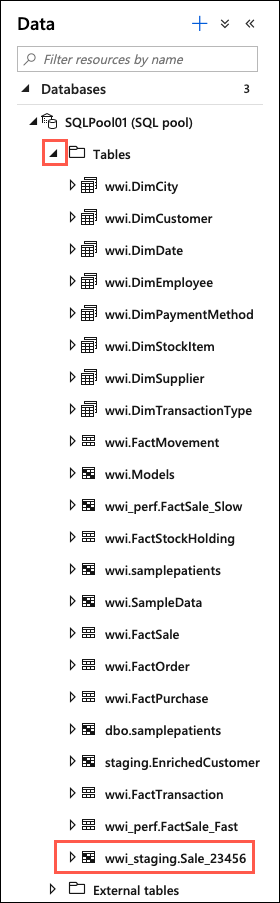 Data
Filter resources by name
Databases 3
SQLPool01 (SQL pool)
Tables
wwi.DimCity
wwi.DimCustomer
wwi.DimDate
wwi.DimEmployee
wwi.DimPaymentMethod
wwi.DimStockItem
wwi.DimSupplier
wwi.DimTransactionType
wwi.FactMovement
wwi.Models
wwi_perf.FactSale_Slow
wwi.FactStockHolding
wwi.samplepatients
wwi.SampleData
wwi.FactSale
wwi.FactOrder
wwi.FactPurchase
dbo.samplepatients
staging.EnrichedCustomer
wwi.FactTransaction
wwi_perf.FactSale_Fast
wwi_staging.Sale_23456
External tables